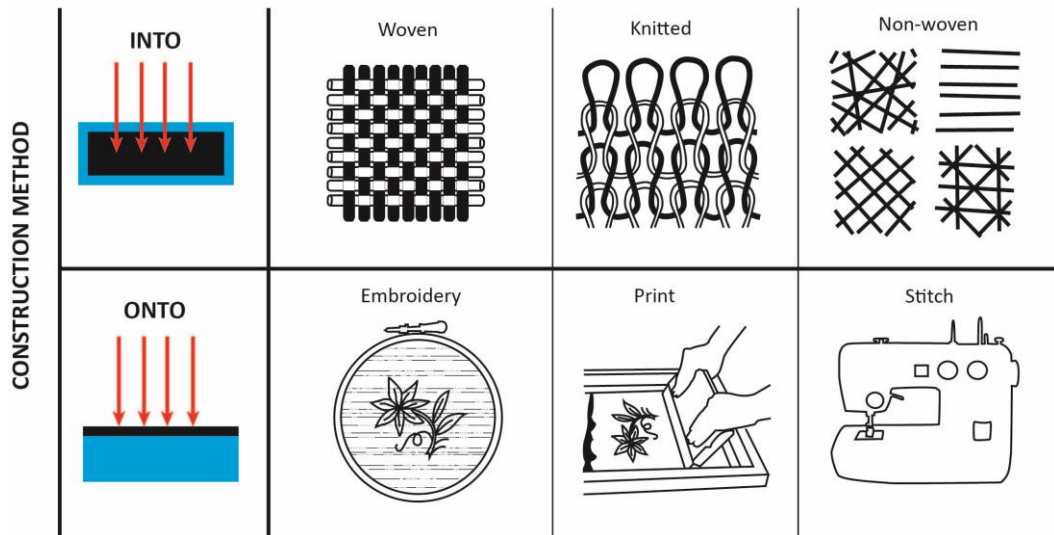 CONSTRUCTION METHOD
INTO
Woven
Knitted
Non-woven
ONTO
Embroidery
Print
Stitch